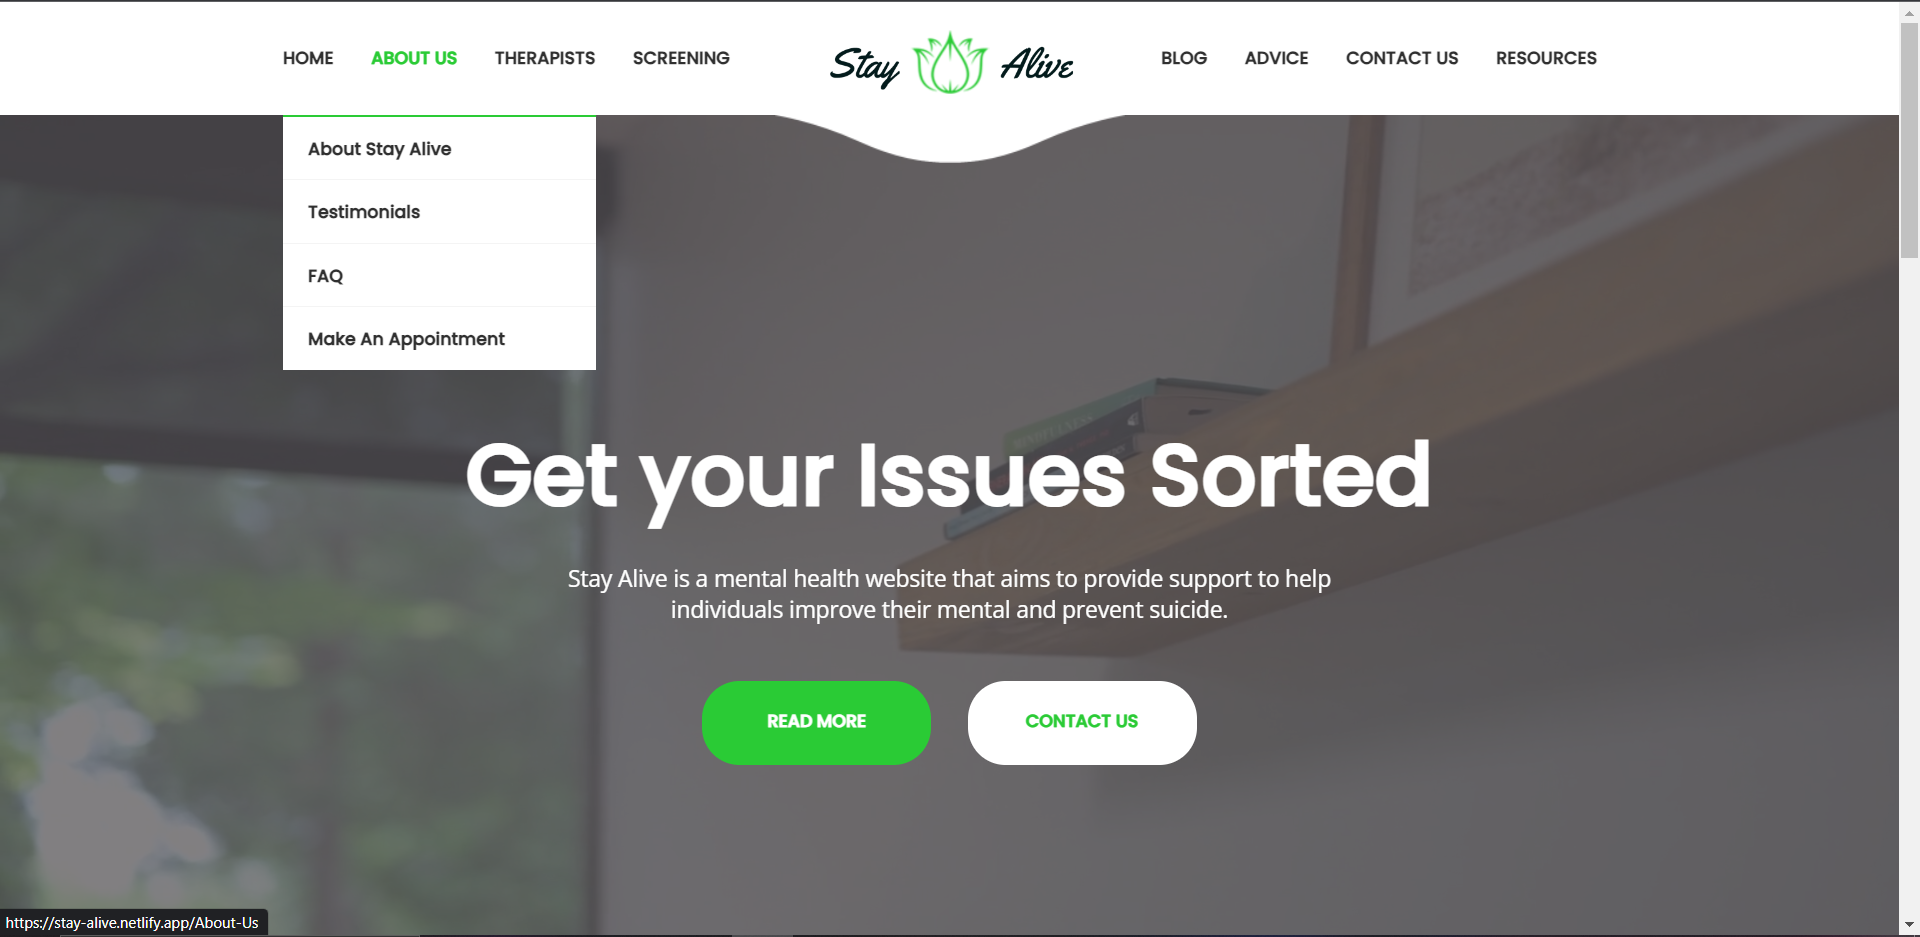 HOME ABOUT US THERAPISTS SCREENING Stay Alive BLOG ADVICE CONTACT US RESOURCES
About Stay Alive
Testimonials
FAQ
Make An Appointment
MINDFULNESS
Get your Issues Sorted
Stay Alive is a mental health website that aims to provide support to help
individuals improve their mental and prevent suicide.
READ MORE CONTACT US
https://stay-alive.netlify.app/About-Us